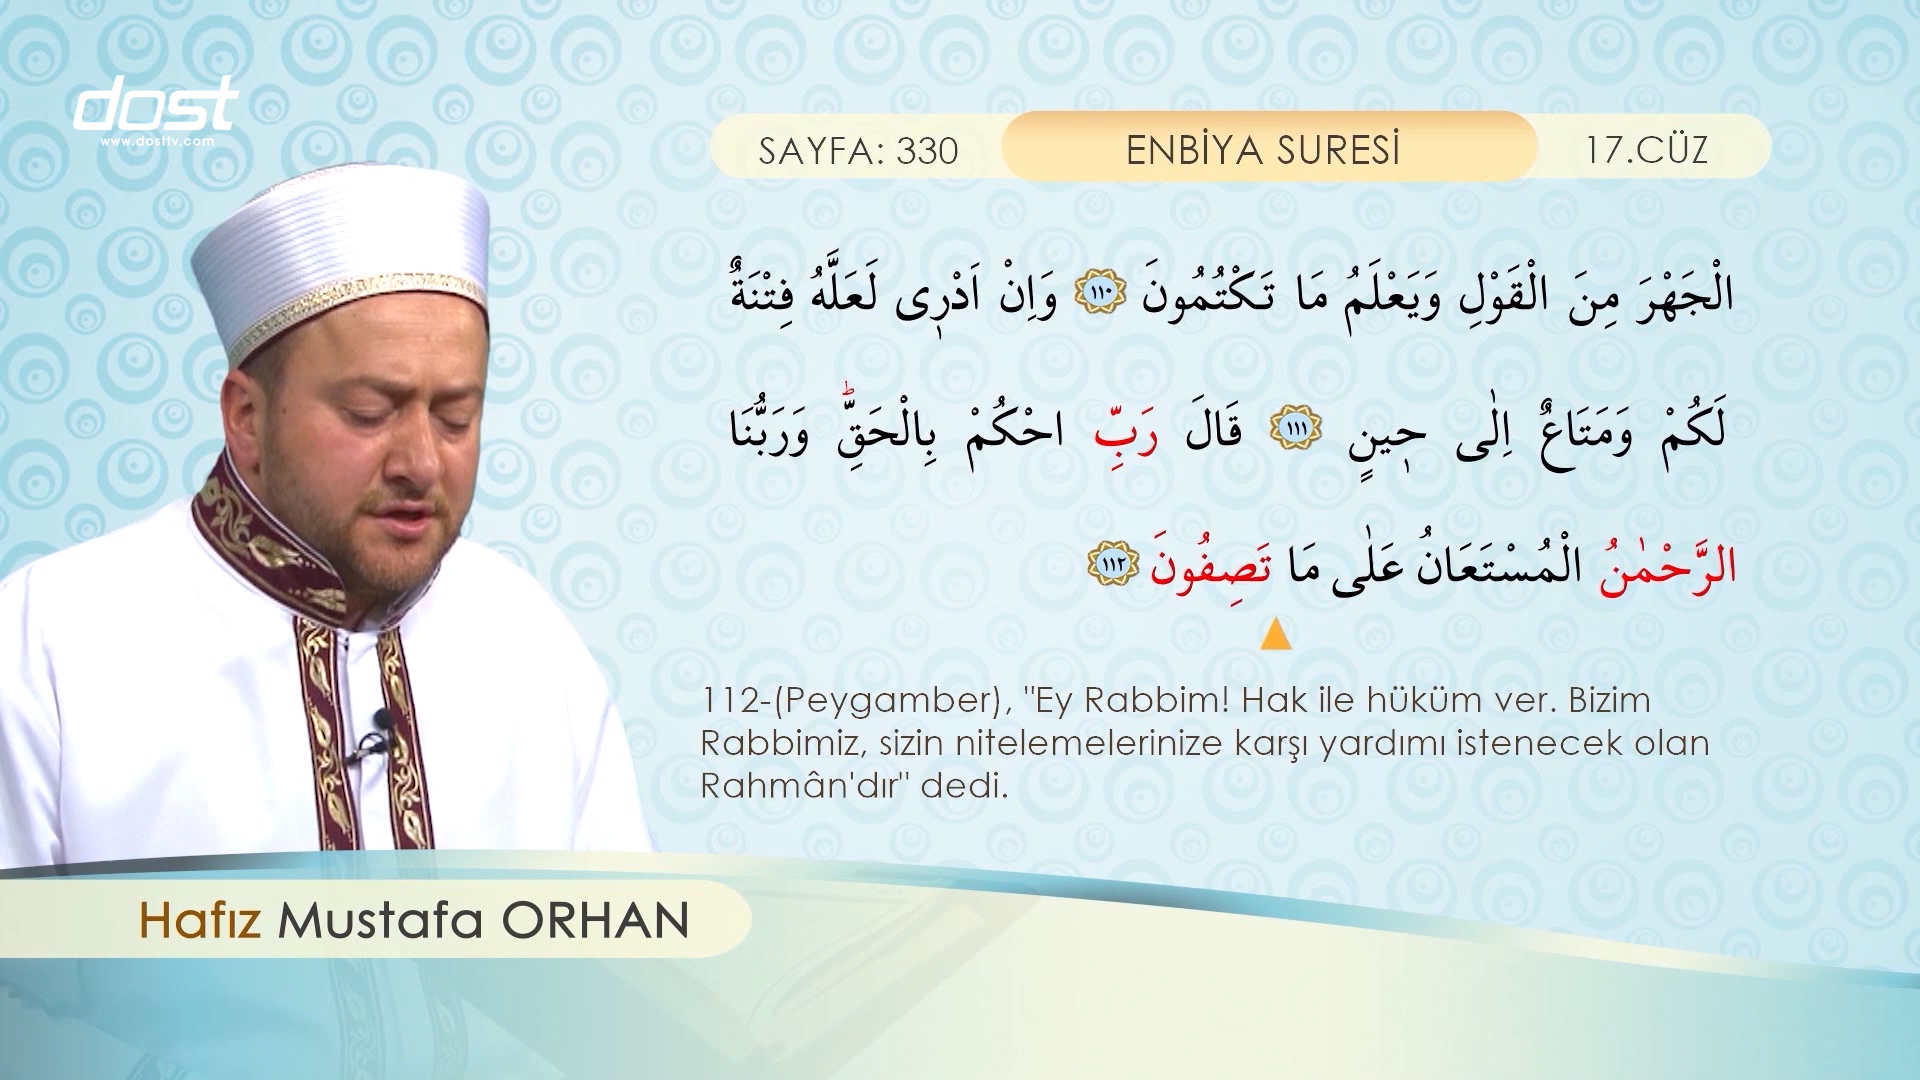 dost
www.dosttv.com
SAYFA: 330
ENBİYA SURESİ
17.CÜZ
الْجَهْرَ مِنَ الْقَوْلِ وَيَعْلَمُ مَا تَكْتُمُونَ ﴿١١٠﴾ وَاِنْ اَدْرٖى لَعَلَّهُ فِتْنَةٌ
لَكُمْ وَمَتَاعٌ اِلٰى حٖينٍ ﴿١١١﴾ قَالَ رَبِّ احْكُمْ بِالْحَقِّؕ وَرَبُّنَا
الرَّحْمٰنُ الْمُسْتَعَانُ عَلٰى مَا تَصِفُونَ ﴿١١٢﴾
112-(Peygamber), "Ey Rabbim! Hak ile hüküm ver. Bizim
Rabbimiz, sizin nitelemelerinize karşı yardımı istenecek olan
Rahmân'dır" dedi.
Hafız Mustafa ORHAN